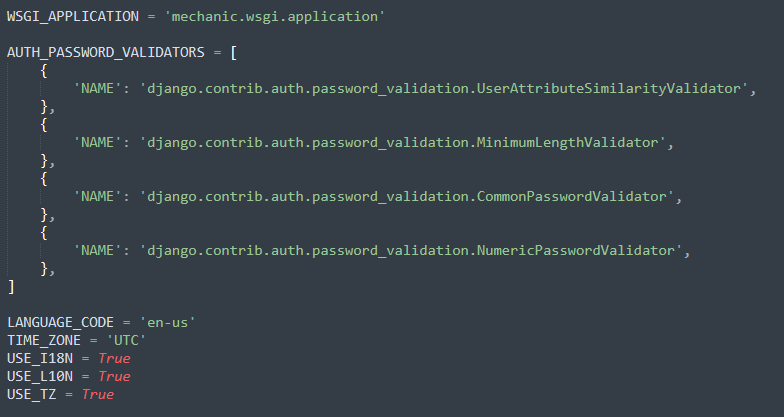 WSGI_APPLICATION = 'mechanic.wsgi.application'
AUTH_PASSWORD_VALIDATORS = [
{
'NAME': 'django.contrib.auth.password_validation.UserAttributeSimilarityValidator',
},
{
'NAME': 'django.contrib.auth.password_validation.MinimumLengthValidator',
},
{
'NAME': 'django.contrib.auth.password_validation.CommonPasswordValidator',
},
{
'NAME': 'django.contrib.auth.password_validation.NumericPasswordValidator',
},
]
LANGUAGE_CODE = 'en-us'
TIME_ZONE = 'UTC'
USE_I18N = True
USE_L10N = True
USE_TZ = True